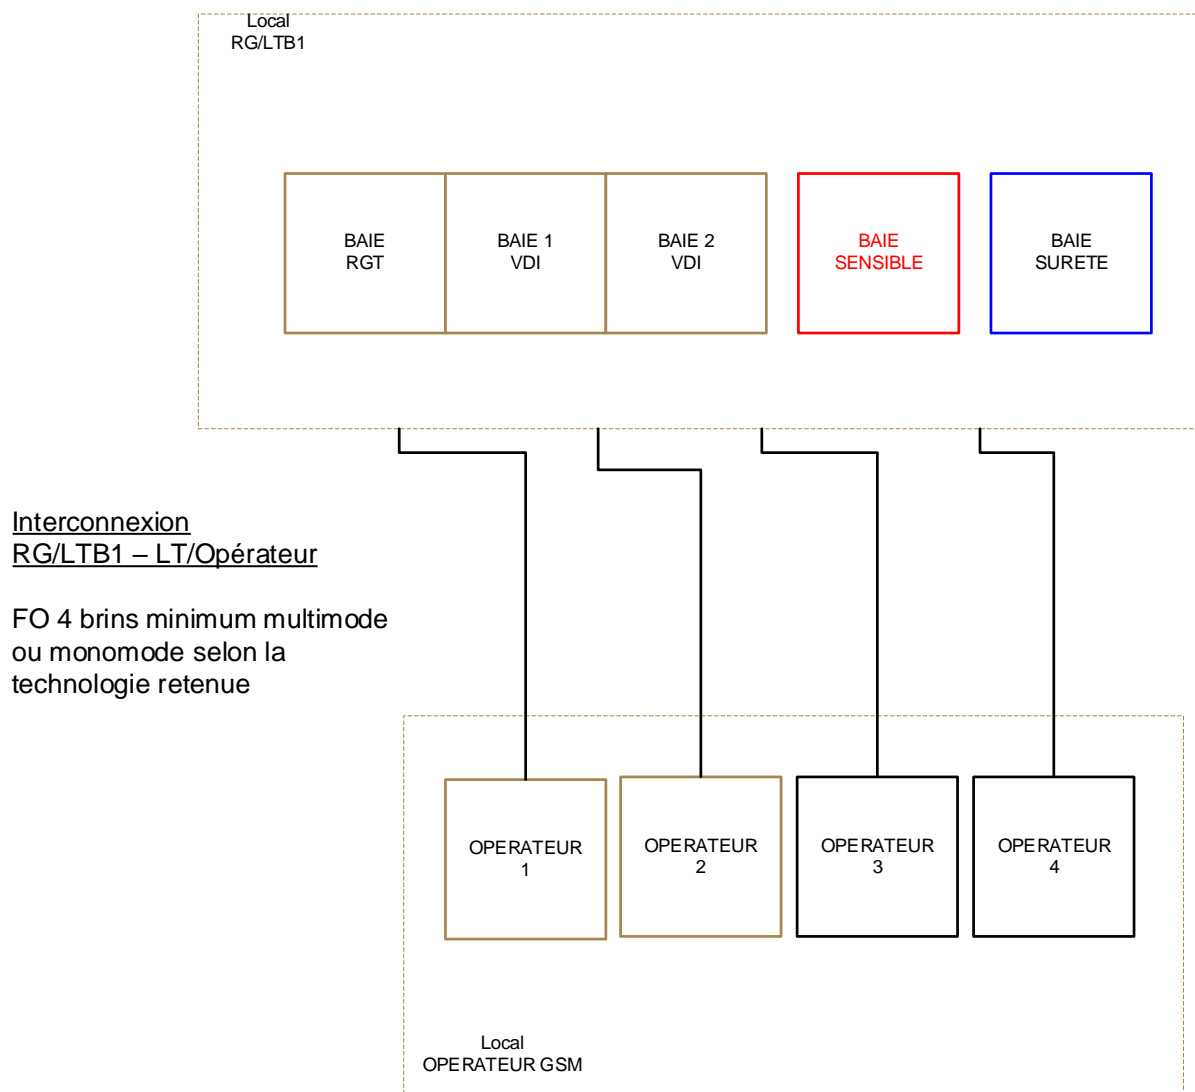 Local
RG/LTB1
BAIE
RGT
BAIE 1
VDI
BAIE 2
VDI
BAIE
SENSIBLE
BAIE
SURETE
Interconnexion
RG/LTB1 – LT/Opérateur
FO 4 brins minimum multimode
ou monomode selon la
technologie retenue
OPERATEUR
1
OPERATEUR
2
OPERATEUR
3
OPERATEUR
4
Local
OPERATEUR GSM